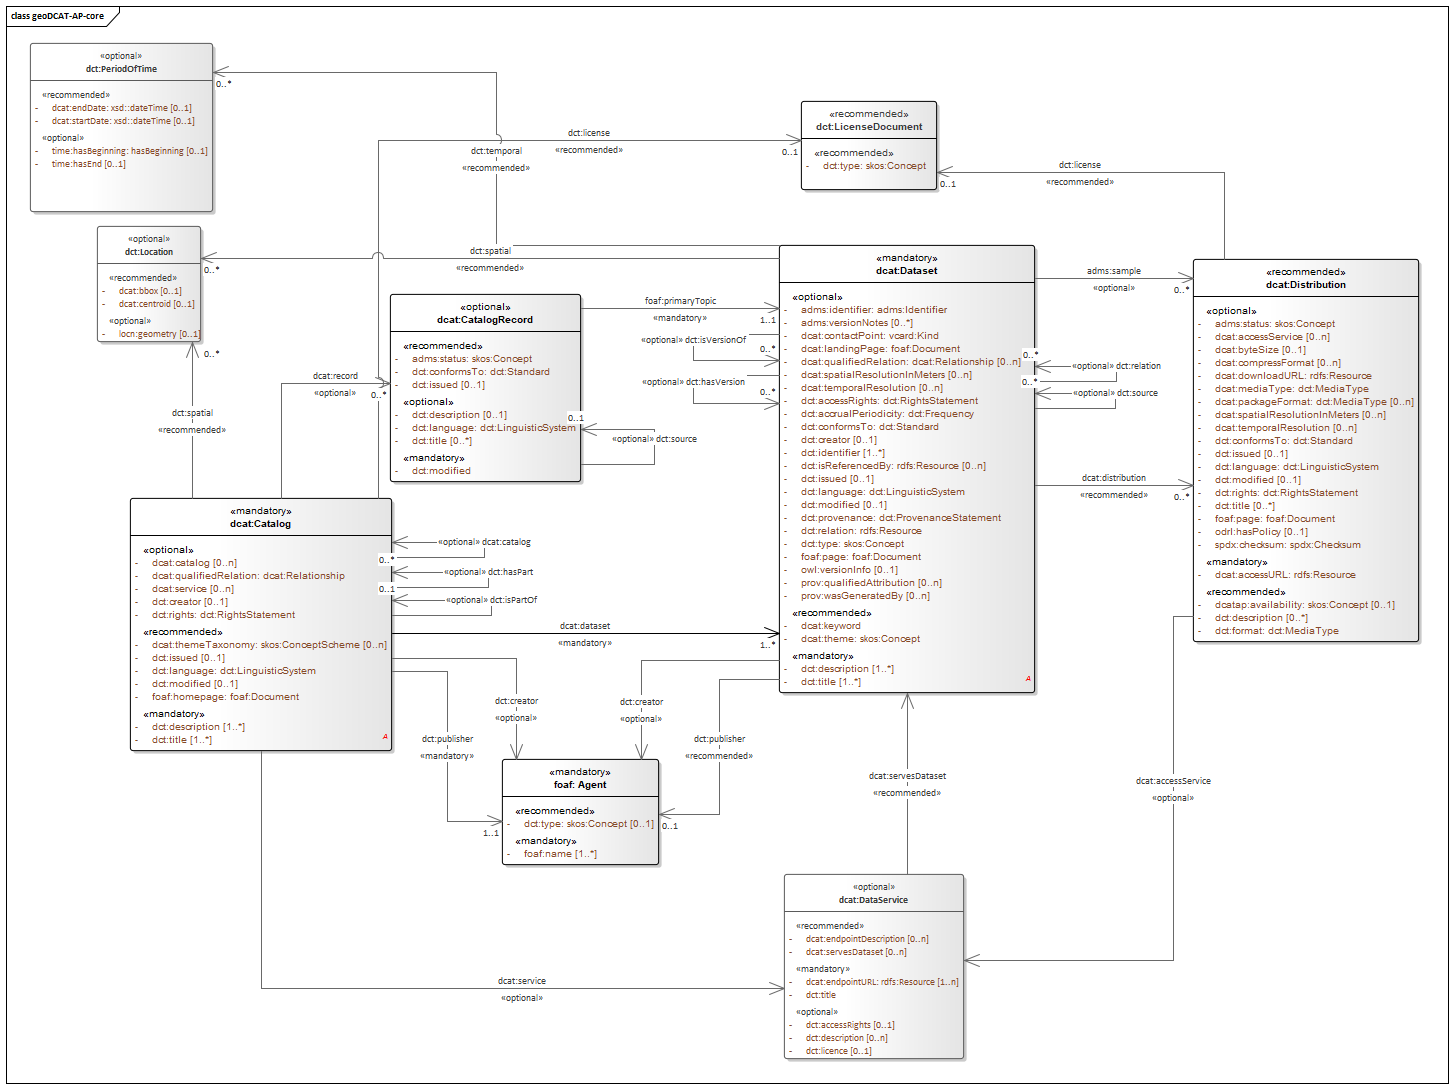 class geoDCAT-AP-core
«optional»
dct:PeriodOfTime
«recommended»
- dcat:endDate: xsd::dateTime [0..1]
- dcat:startDate: xsd::dateTime [0..1]
«optional»
- time:hasBeginning: hasBeginning [0..1]
- time:hasEnd [0..1]
0..*
dct:temporal
«recommended»
dct:license
«recommended»
0..1
«recommended»
dct:LicenseDocument
«recommended»
- dct:type: skos:Concept
0..1
dct:license
«recommended»
«optional»
dct:Location
«recommended»
- dcat:bbox [0..1]
- dcat:centroid [0..1]
«optional»
- locn:geometry [0..1]
0..*
dct:spatial
«recommended»
0..*
dct:spatial
«recommended»
dcat:record
«optional»
0..*
«optional»
dcat:CatalogRecord
«recommended»
- adms:status: skos:Concept
- dct:conformsTo: dct:Standard
- dct:issued [0..1]
«optional»
- dct:description [0..1]
- dct:language: dct:LinguisticSystem
- dct:title [0..*]
«mandatory»
- dct:modified
0..1
«optional» dct:source
foaf:primaryTopic
«mandatory»
1..1
«optional» dct:isVersionOf
0..*
«optional» dct:hasVersion
0..*
«mandatory»
dcat:Dataset
«optional»
- adms:identifier: adms:Identifier
- adms:versionNotes [0..*]
- dcat:contactPoint: vcard:Kind
- dcat:landingPage: foaf:Document
- dcat:qualifiedRelation: dcat:Relationship [0..n]
- dcat:spatialResolutionInMeters [0..n]
- dcat:temporalResolution [0..n]
- dct:accessRights: dct:RightsStatement
- dct:accrualPeriodicity: dct:Frequency
- dct:conformsTo: dct:Standard
- dct:creator [0..1]
- dct:identifier [1..*]
- dct:isReferencedBy: rdfs:Resource [0..n]
- dct:issued [0..1]
- dct:language: dct:LinguisticSystem
- dct:modified [0..1]
- dct:provenance: dct:ProvenanceStatement
- dct:relation: rdfs:Resource
- dct:type: skos:Concept
- foaf:page: foaf:Document
- owl:versionInfo [0..1]
- prov:qualifiedAttribution [0..n]
- prov:wasGeneratedBy [0..n]
«recommended»
- dcat:keyword
- dcat:theme: skos:Concept
«mandatory»
- dct:description [1..*]
- dct:title [1..*]
A
0..*
«optional» dct:relation
0..*
«optional» dct:source
adms:sample
«optional»
0..*
dcat:distribution
«recommended»
0..*
«recommended»
dcat:Distribution
«optional»
- adms:status: skos:Concept
- dcat:accessService [0..n]
- dcat:byteSize [0..1]
- dcat:compressFormat [0..n]
- dcat:downloadURL: rdfs:Resource
- dcat:mediaType: dct:MediaType
- dcat:packageFormat: dct:MediaType [0..n]
- dcat:spatialResolutionInMeters [0..n]
- dcat:temporalResolution [0..n]
- dct:conformsTo: dct:Standard
- dct:issued [0..1]
- dct:language: dct:LinguisticSystem
- dct:modified [0..1]
- dct:rights: dct:RightsStatement
- dct:title [0..*]
- foaf:page: foaf:Document
- odrl:hasPolicy [0..1]
- spdx:checksum: spdx:Checksum
«mandatory»
- dcat:accessURL: rdfs:Resource
«recommended»
- dcatap:availability: skos:Concept [0..1]
- dct:description [0..*]
- dct:format: dct:MediaType
«mandatory»
dcat:Catalog
«optional»
- dcat:catalog [0..n]
- dcat:qualifiedRelation: dcat:Relationship
- dcat:service [0..n]
- dct:creator [0..1]
- dct:rights: dct:RightsStatement
«recommended»
- dcat:themeTaxonomy: skos:ConceptScheme [0..n]
- dct:issued [0..1]
- dct:language: dct:LinguisticSystem
- dct:modified [0..1]
- foaf:homepage: foaf:Document
«mandatory»
- dct:description [1..*]
- dct:title [1..*]
A
«optional» dcat:catalog
0..*
«optional» dct:hasPart
0..1
«optional» dct:isPartOf
dcat:dataset
«mandatory»
1..*
dct:creator
«optional»
dct:creator
«optional»
dct:publisher
«mandatory»
1..1
dct:publisher
«recommended»
0..1
«mandatory»
foaf: Agent
«recommended»
- dct:type: skos:Concept [0..1]
«mandatory»
- foaf:name [1..*]
dcat:servesDataset
«recommended»
dcat:accessService
«optional»
dcat:service
«optional»
«optional»
dcat:DataService
«recommended»
- dcat:endpointDescription [0..n]
- dcat:servesDataset [0..n]
«mandatory»
- dcat:endpointURL: rdfs:Resource [1..n]
- dct:title
«optional»
- dct:accessRights [0..1]
- dct:description [0..n]
- dct:licence [0..1]